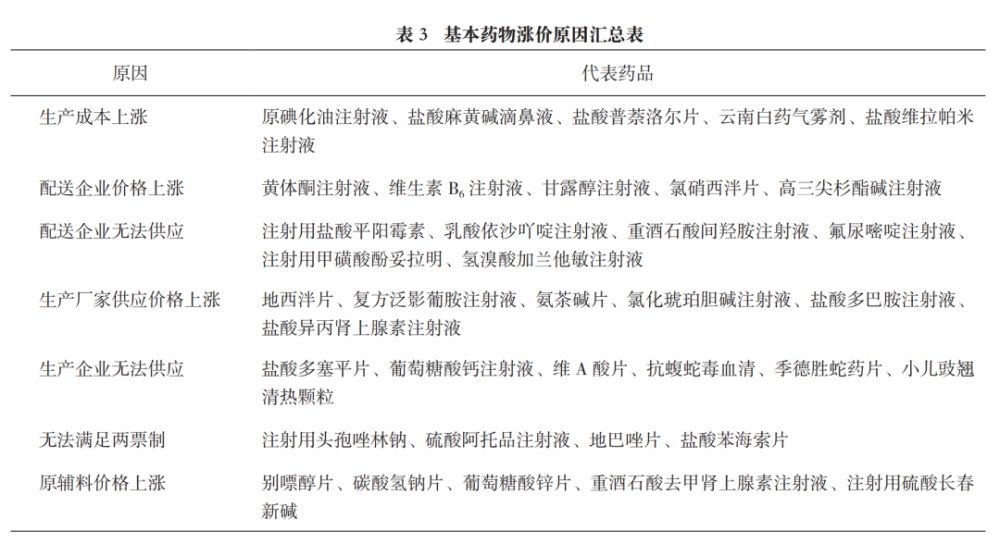 表 3 基本药物涨价原因汇总表
原因 代表药品
生产成本上涨 原碘化油注射液、盐酸麻黄碱滴鼻液、盐酸普萘洛尔片、云南白药气雾剂、盐酸维拉帕米
注射液
配送企业价格上涨 黄体酮注射液、维生素 B6 注射液、甘露醇注射液、氯硝西泮片、高三尖杉酯碱注射液
配送企业无法供应 注射用盐酸平阳霉素、乳酸依沙吖啶注射液、重酒石酸间羟胺注射液、氟尿嘧啶注射液、
注射用甲磺酸酚妥拉明、氢溴酸加兰他敏注射液
生产厂家供应价格上涨 地西泮片、复方泛影葡胺注射液、氨茶碱片、氯化琥珀胆碱注射液、盐酸多巴胺注射液、
盐酸异丙肾上腺素注射液
生产企业无法供应 盐酸多塞平片、葡萄糖酸钙注射液、维 A 酸片、抗蝮蛇毒血清、季德胜蛇药片、小儿豉翘
清热颗粒
无法满足两票制 注射用头孢唑林钠、硫酸阿托品注射液、地巴唑片、盐酸苯海索片
原辅料价格上涨 别嘌醇片、碳酸氢钠片、葡萄糖酸锌片、重酒石酸去甲肾上腺素注射液、注射用硫酸长春
新碱